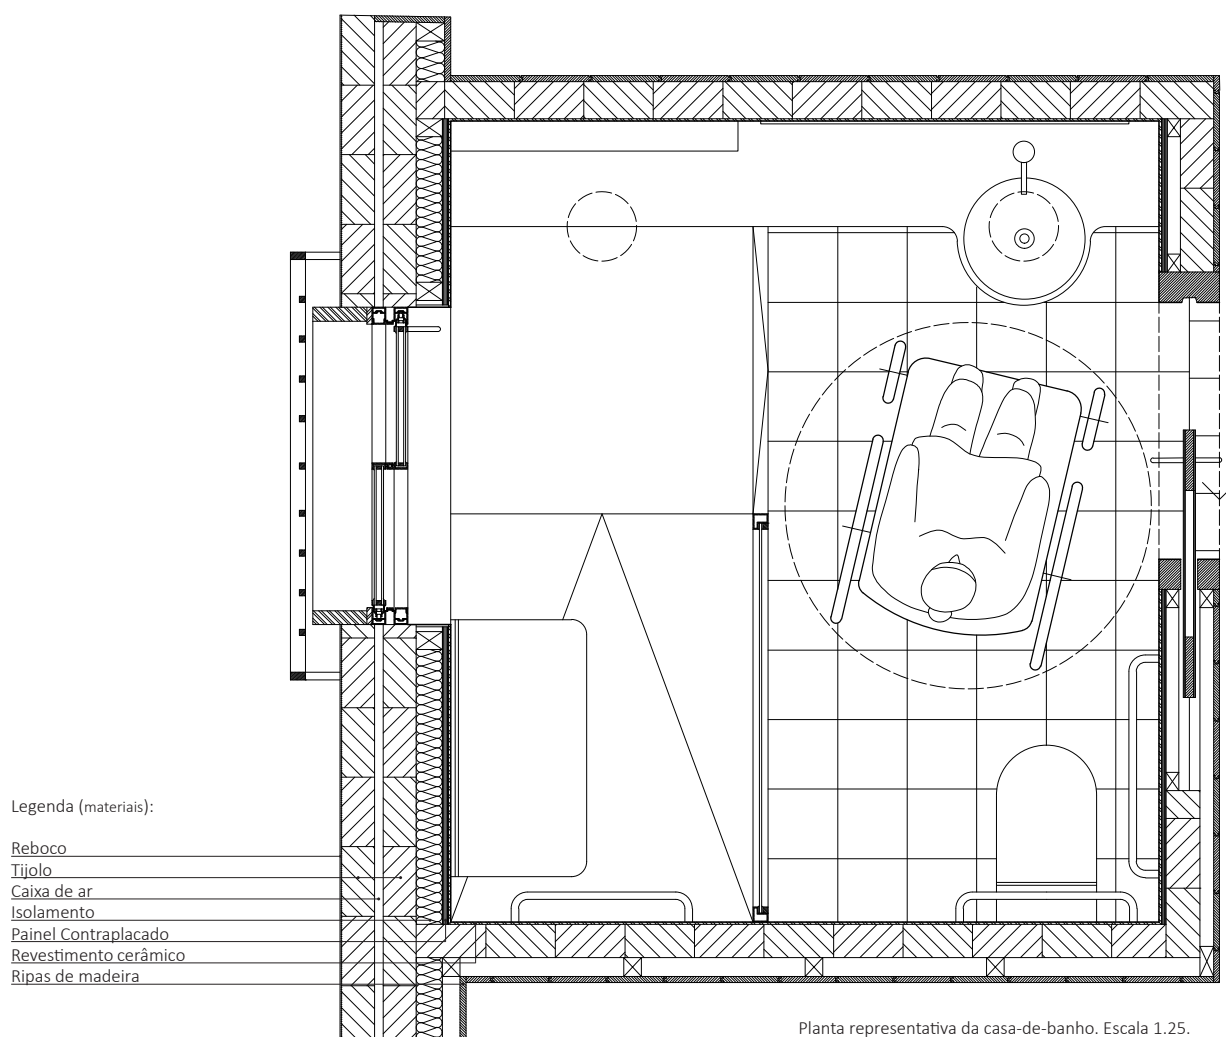 Legenda (materiais):
Reboco
Tijolo
Caixa de ar
Isolamento
Painel Contraplacado
Revestimento cerâmico
Ripas de madeira
Planta representativa da casa-de-banho. Escala 1.25.